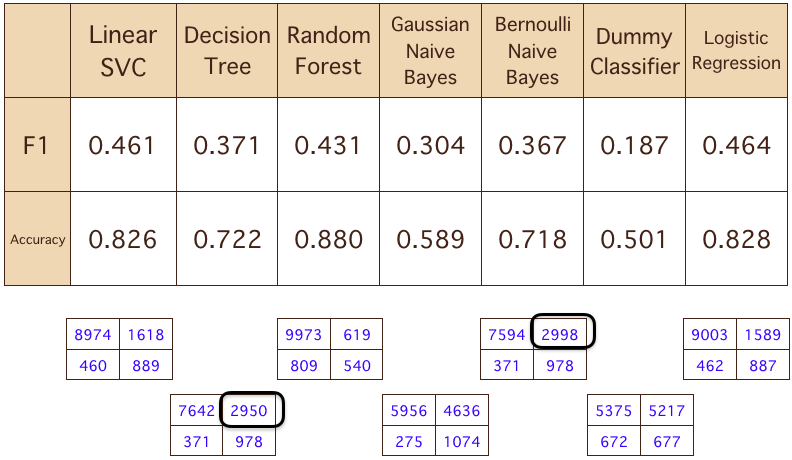 Linear SVC Decision Tree Random Forest Gaussian Naive Bayes Bernoulli Naive Bayes Dummy Classifier Logistic Regression
F1 0.461 0.371 0.431 0.304 0.367 0.187 0.464
Accuracy 0.826 0.722 0.880 0.589 0.718 0.501 0.828
8974 1618 9973 619 7594 2998 9003 1589
460 889 809 540 371 978 462 887
7642 2950 5956 4636 5375 5217
371 978 275 1074 672 677